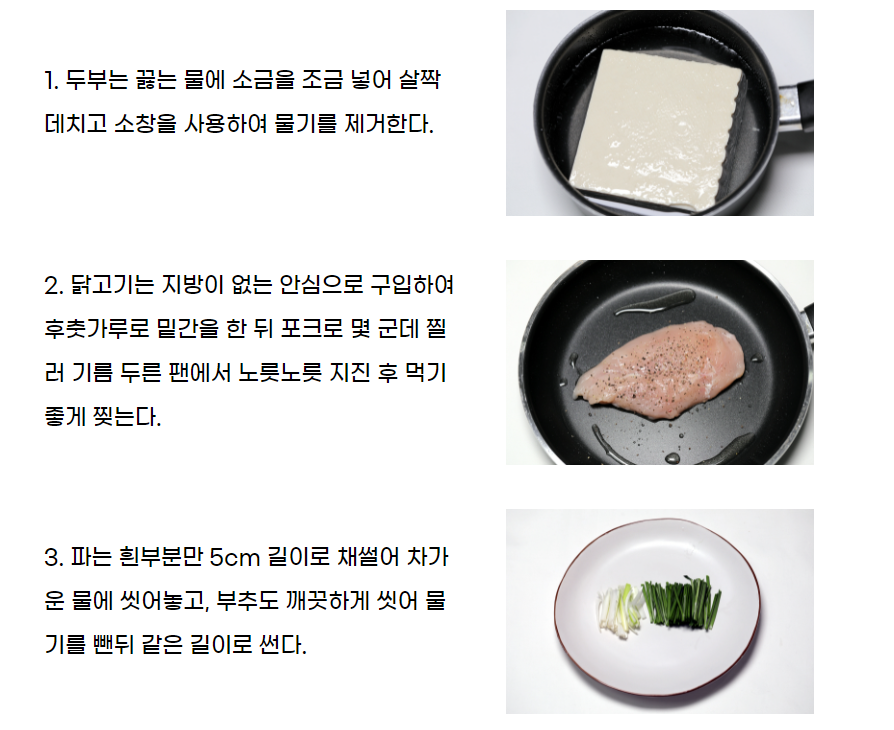 1. 두부는 끓는 물에 소금을 조금 넣어 살짝
데치고 소창을 사용하여 물기를 제거한다.
2. 닭고기는 지방이 없는 안심으로 구입하여
후춧가루로 밑간을 한 뒤 포크로 몇 군데 찔
러 기름 두른 팬에서 노릇노릇 지진 후 먹기
좋게 찢는다.
3. 파는 흰부분만 5cm 길이로 채썰어 차가
운 물에 씻어놓고, 부추도 깨끗하게 씻어 물
기를 뺀뒤 같은 길이로 썬다.